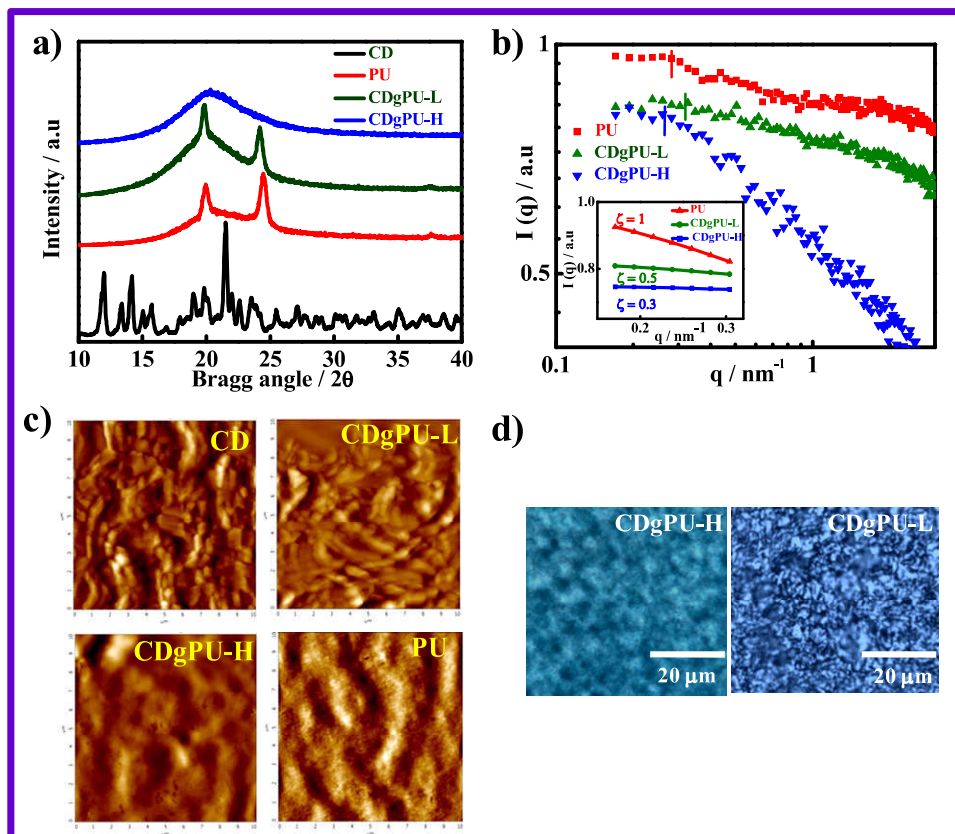 a)
Intensity / a.u
CD
PU
CDgPU-L
CDgPU-H
10 15 20 25 30 35 40
Bragg angle / 2θ
b)
I (q) / a.u
1
0.5
PU
CDgPU-L
CDgPU-H
I (q) / a.u
1.0
0.8
ζ = 1
ζ = 0.5
ζ = 0.3
PU
CDgPU-L
CDgPU-H
0.2 0.3
q / nm⁻¹
0.1 1
q / nm⁻¹
c)
CD
CDgPU-L
CDgPU-H
PU
d)
CDgPU-H
20 μm
CDgPU-L
20 μm